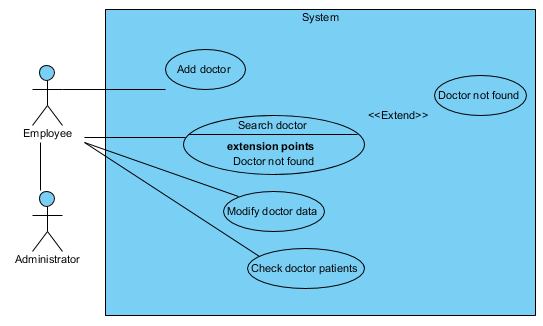 System
Add doctor
Doctor not found
<<Extend>>
Search doctor
Employee
extension points
Doctor not found
Modify doctor data
Administrator
Check doctor patients